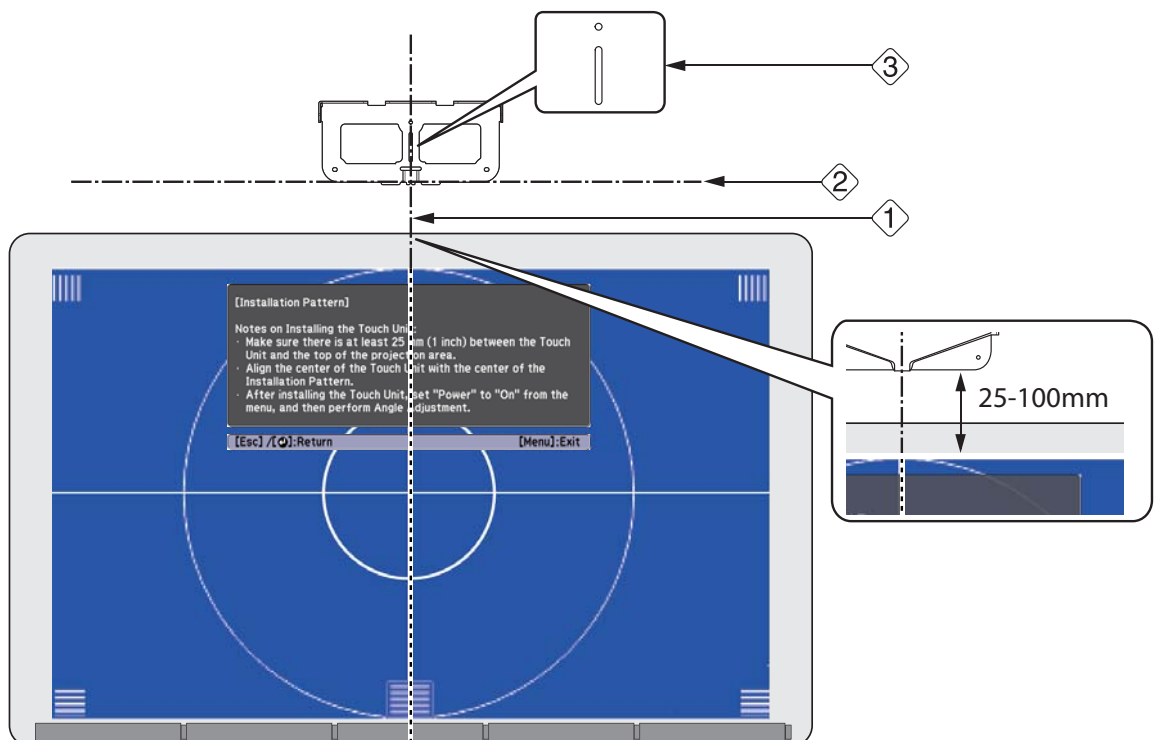 3
2
1
[Installation Pattern]
Notes on Installing the Touch Unit:
· Make sure there is at least 25 mm (1 inch) between the Touch
Unit and the top of the projection area.
· Align the center of the Touch Unit with the center of the
Installation Pattern.
· After installing the Touch Unit, set "Power" to "On" from the
menu, and then perform Angle Adjustment.
[Esc] /[⏎]:Return [Menu]:Exit
25-100mm